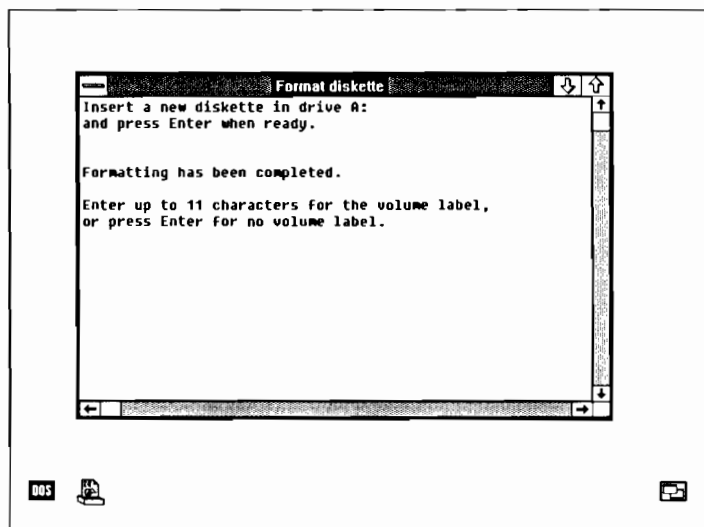 Format diskette
Insert a new diskette in drive A:
and press Enter when ready.
Formatting has been completed.
Enter up to 11 characters for the volume label,
or press Enter for no volume label.
DOS